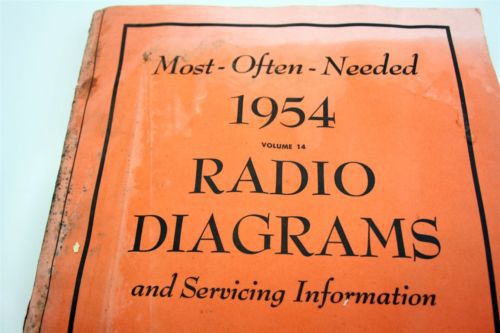 Most - Often - Needed
1954
VOLUME 14
RADIO
DIAGRAMS
and Servicing Information